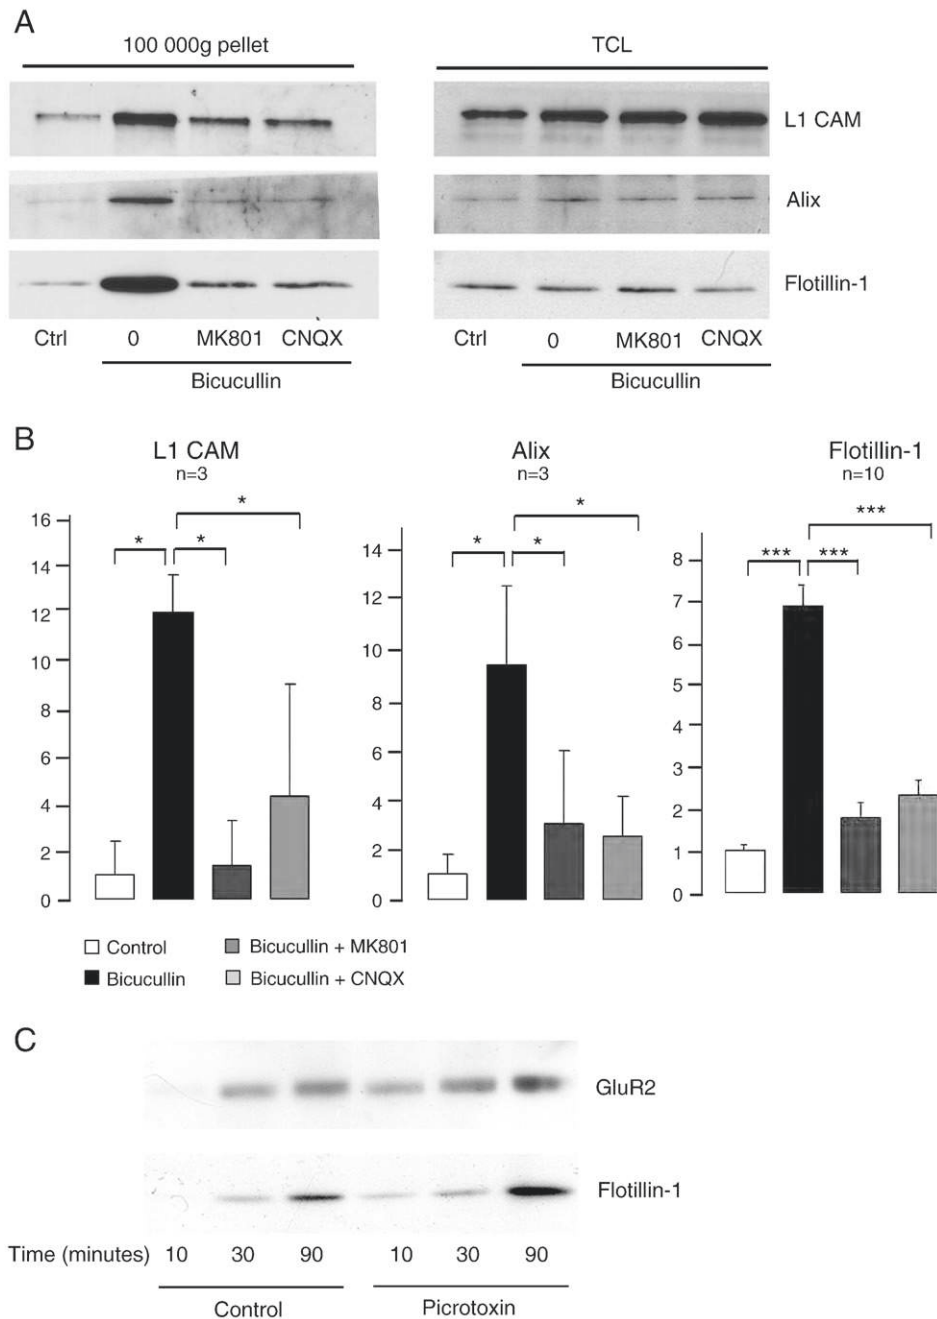 A
100 000g pellet TCL
L1 CAM
Alix
Flotillin-1
Ctrl 0 MK801 CNQX Ctrl 0 MK801 CNQX
Bicucullin Bicucullin
B
L1 CAM Alix Flotillin-1
n=3 n=3 n=10
* * *
* * *
*** *** ***
16
14
12
10
8
6
4
2
0
14
12
10
8
6
4
2
0
8
7
6
5
4
3
2
1
0
Control Bicucullin + MK801
Bicucullin Bicucullin + CNQX
C
GluR2
Flotillin-1
Time (minutes) 10 30 90 10 30 90
Control Picrotoxin